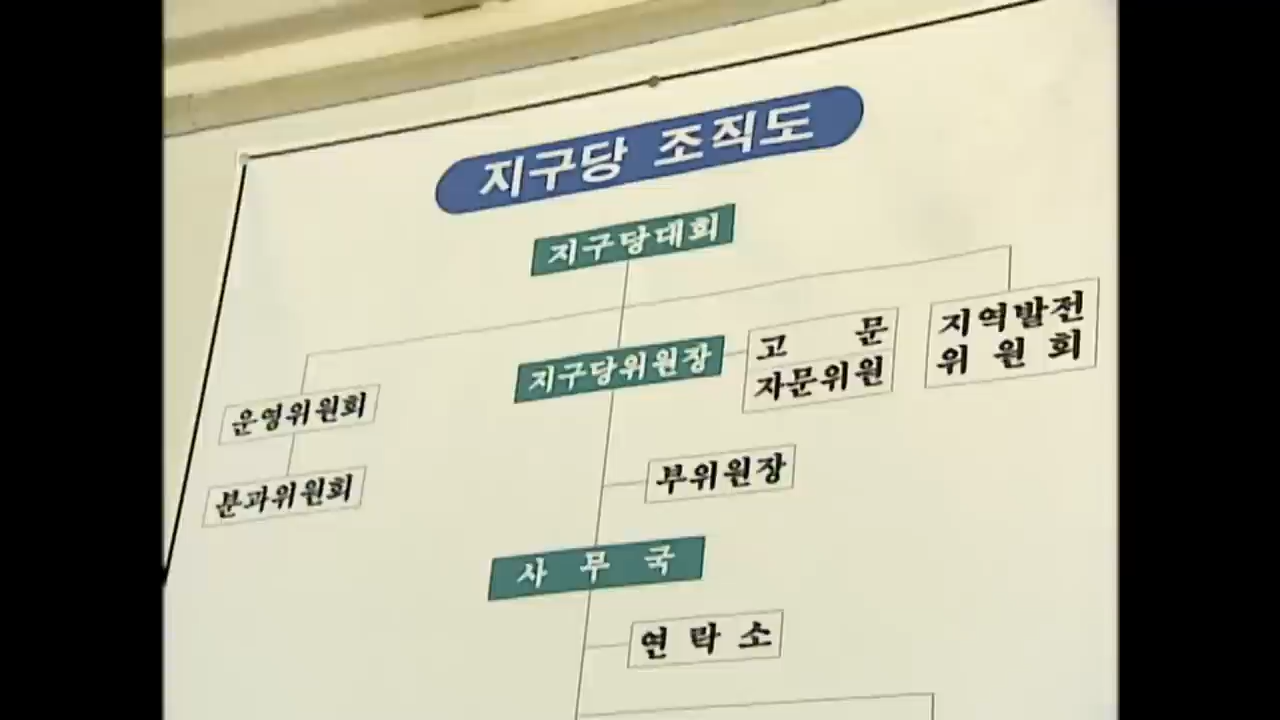 지구당 조직도
지구당대회
지구당위원장
고 문
자문위원
지역발전
위 원 회
운영위원회
분과위원회
부위원장
사 무 국
연 락 소